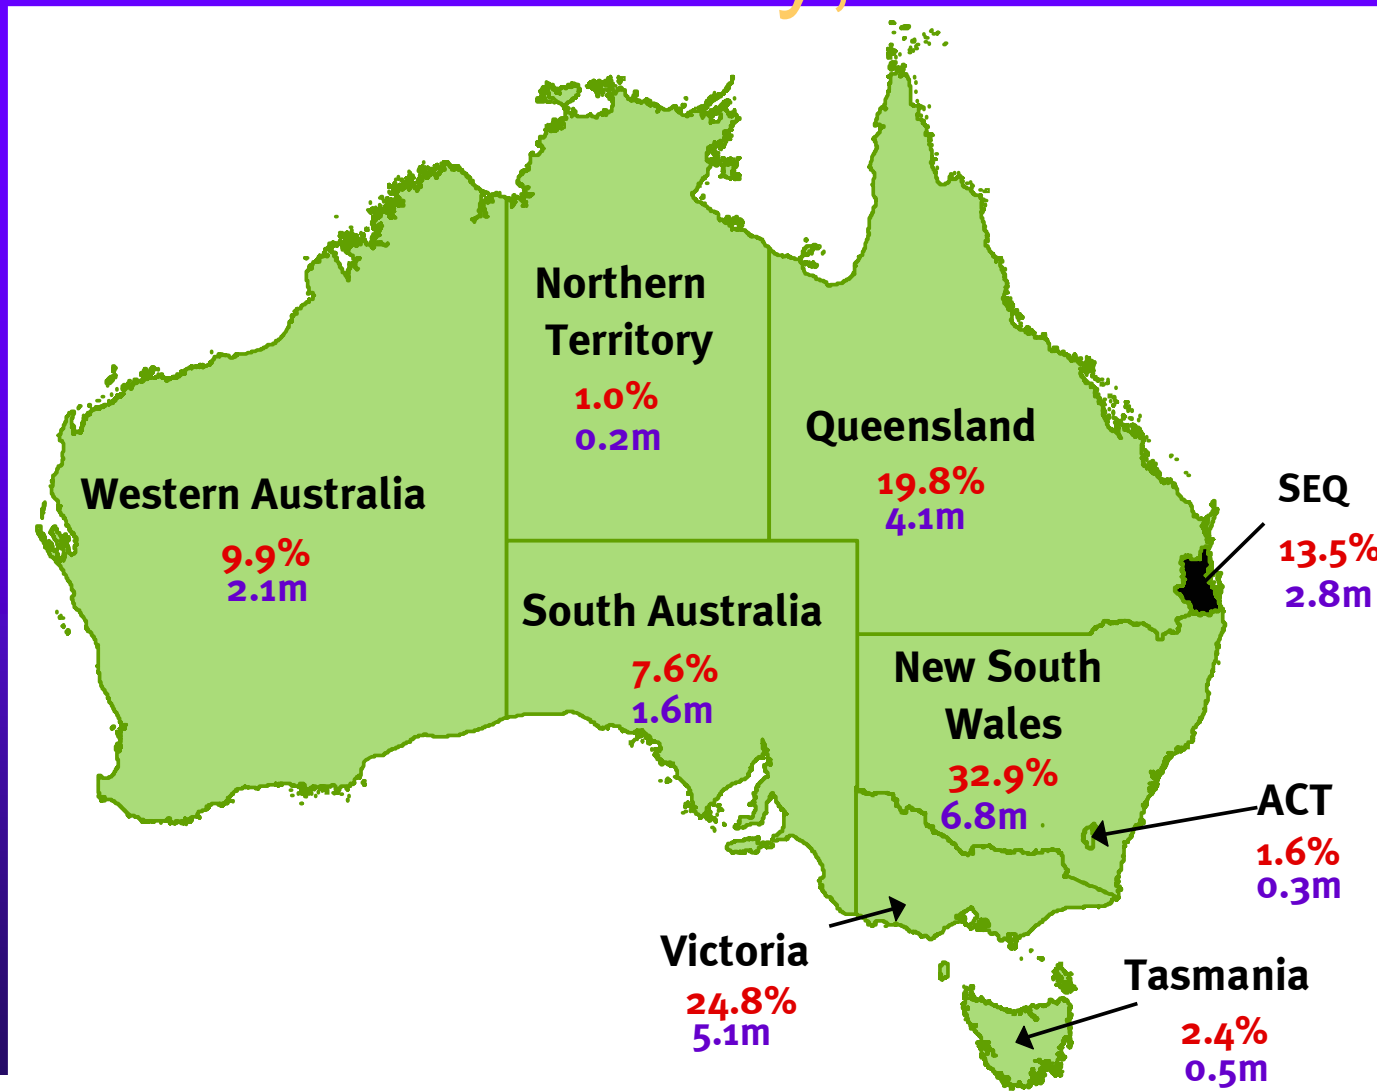 Northern
Territory
1.0%
0.2m
Queensland
19.8%
4.1m
Western Australia
9.9%
2.1m
SEQ
13.5%
2.8m
South Australia
7.6%
1.6m
New South
Wales
32.9%
6.8m
ACT
1.6%
0.3m
Victoria
24.8%
5.1m
Tasmania
2.4%
0.5m